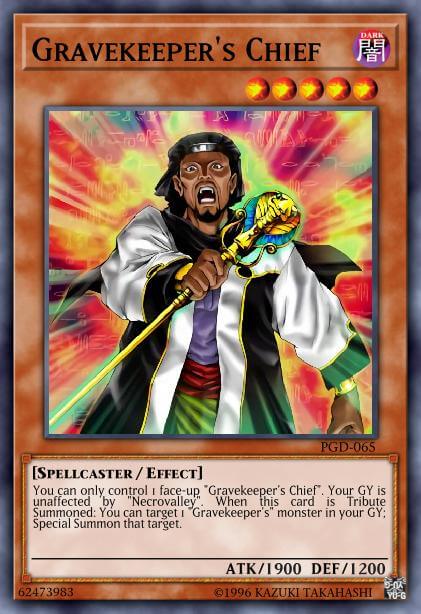 Gravekeeper's Chief
DARK
闇
PGD-065
[Spellcaster / Effect]
You can only control 1 face-up "Gravekeeper's Chief". Your GY is
unaffected by "Necrovalley". When this card is Tribute
Summoned: You can target 1 "Gravekeeper's" monster in your GY;
Special Summon that target.
ATK/1900 DEF/1200
62473983
©1996 KAZUKI TAKAHASHI